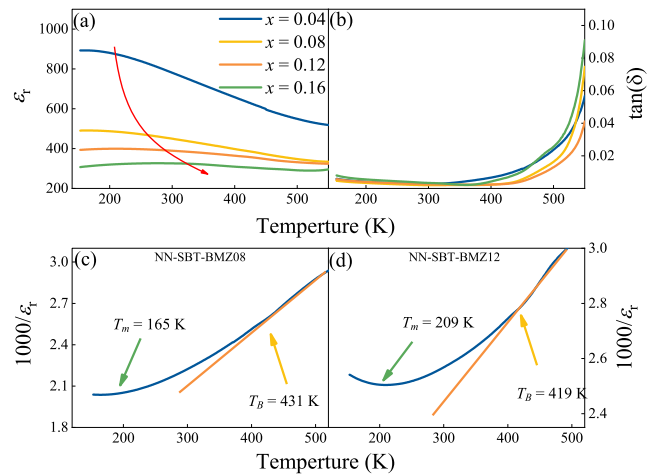 (a)
x = 0.04
x = 0.08
x = 0.12
x = 0.16
(b)
1000
800
600
400
200
εr
0.10
0.08
0.06
0.04
0.02
tan(δ)
200 300 400 500
200 300 400 500
Temperture (K)
(c) NN-SBT-BMZ08
Tm = 165 K
TB = 431 K
3.0
2.7
2.4
2.1
1.8
1000/εr
(d) NN-SBT-BMZ12
Tm = 209 K
TB = 419 K
3.0
2.8
2.6
2.4
1000/εr
200 300 400 500
200 300 400 500
Temperture (K)